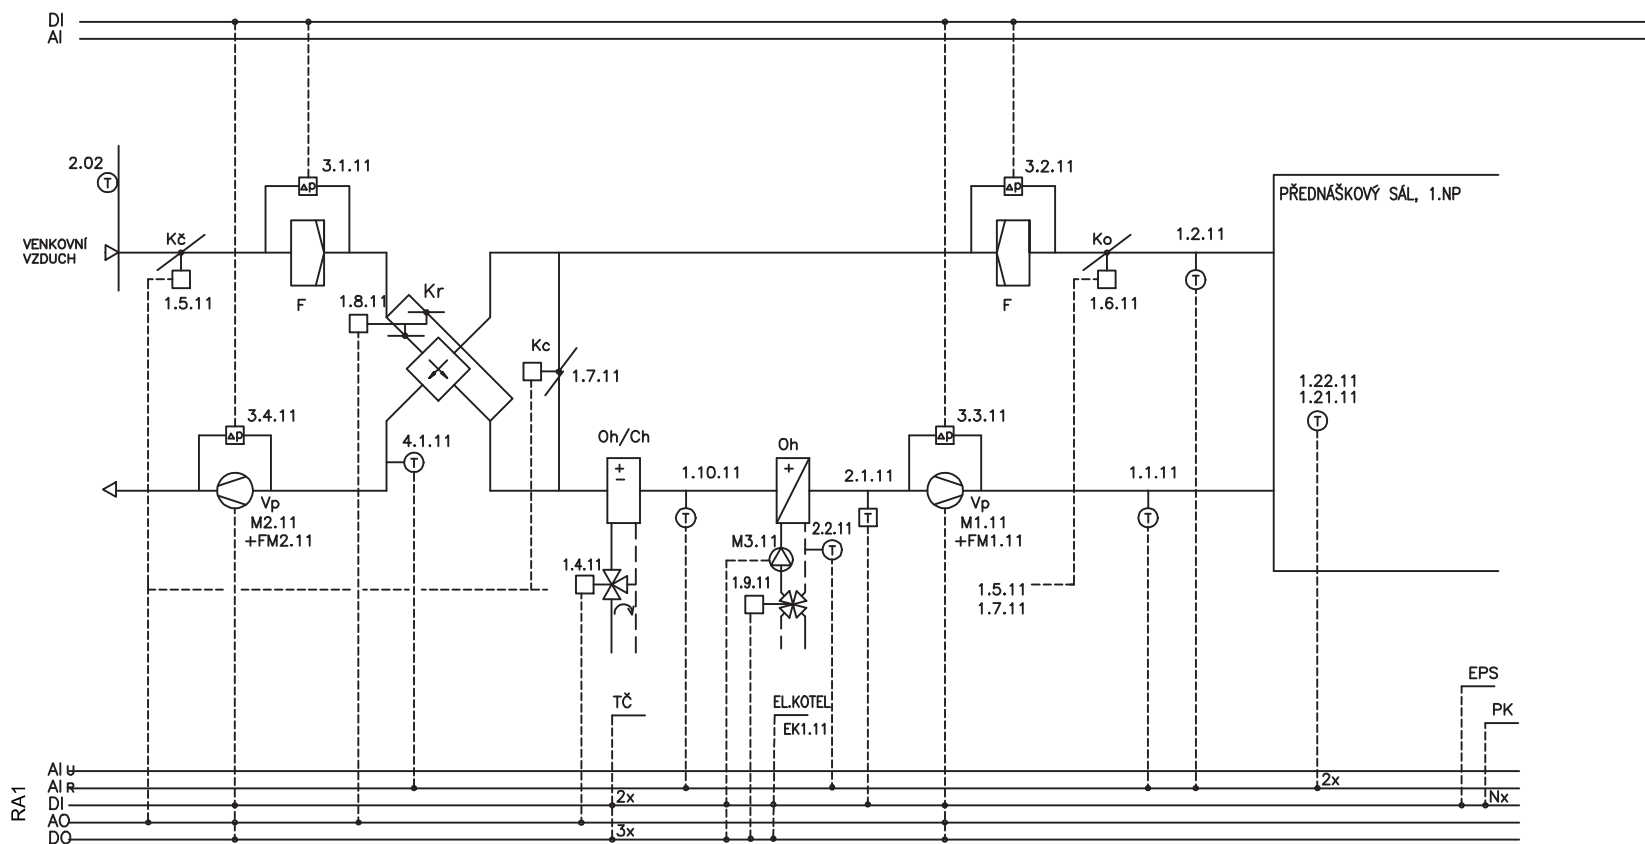 DI
AI
2.02
T
VENKOVNÍ
VZDUCH
Kč
1.5.11
3.1.11
Δp
F
1.8.11
Kr
Kc
1.7.11
3.2.11
Δp
F
Ko
1.6.11
1.2.11
T
PŘEDNÁŠKOVÝ SÁL, 1.NP
1.22.11
1.21.11
T
3.4.11
Δp
Vp
M2.11
+FM2.11
4.1.11
T
Oh/Ch
+
−
1.4.11
1.10.11
T
Oh
+
M3.11
1.9.11
2.2.11
T
2.1.11
T
3.3.11
Δp
Vp
M1.11
+FM1.11
1.1.11
T
1.5.11
1.7.11
TČ
EL.KOTEL
EK1.11
EPS
PK
RA1
AI U
AI R
2x
DI
2x
Nx
AO
DO
3x